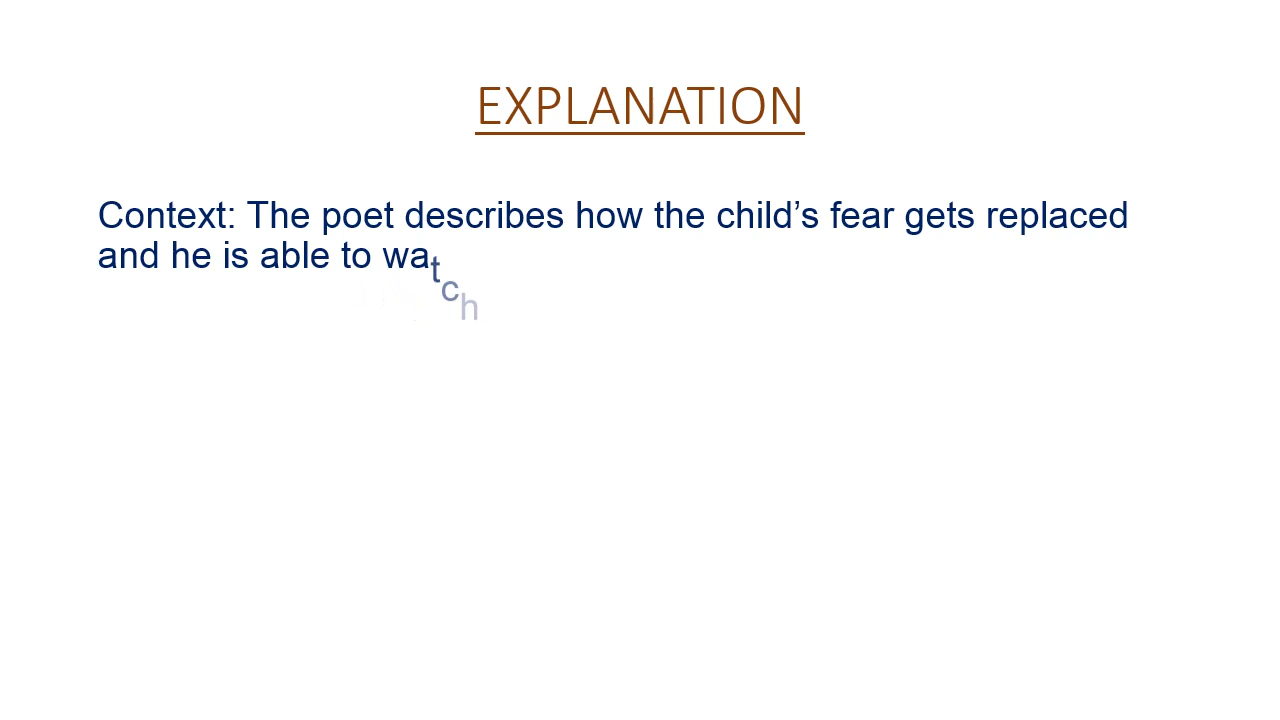 EXPLANATION
Context: The poet describes how the child’s fear gets replaced
and he is able to watch